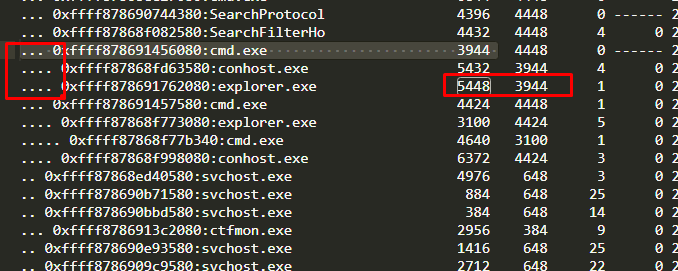 ... 0xffff878690744380:SearchProtocol 4396 4448 0 ------ 2
... 0xffff87868f082580:SearchFilterHo 4432 4448 4 0 2
... 0xffff878691456080:cmd.exe 3944 4448 0 ------ 2
.... 0xffff87868fd63580:conhost.exe 5432 3944 4 0 2
.... 0xffff878691762080:explorer.exe 5448 3944 1 0 2
... 0xffff878691457580:cmd.exe 4424 4448 1 0 2
.... 0xffff87868f773080:explorer.exe 3100 4424 5 0 2
..... 0xffff87868f77b340:cmd.exe 4640 3100 1 0 2
.... 0xffff87868f998080:conhost.exe 6372 4424 3 0 2
.. 0xffff87868ed40580:svchost.exe 4976 648 3 0 2
.. 0xffff878690b71580:svchost.exe 884 648 25 0 2
.. 0xffff878690bbd580:svchost.exe 384 648 14 0 2
... 0xffff8786913c2080:ctfmon.exe 2956 384 9 0 2
.. 0xffff878690e93580:svchost.exe 1416 648 25 0 2
.. 0xffff878690 9c9580:svchost.exe 2712 648 22 0 2